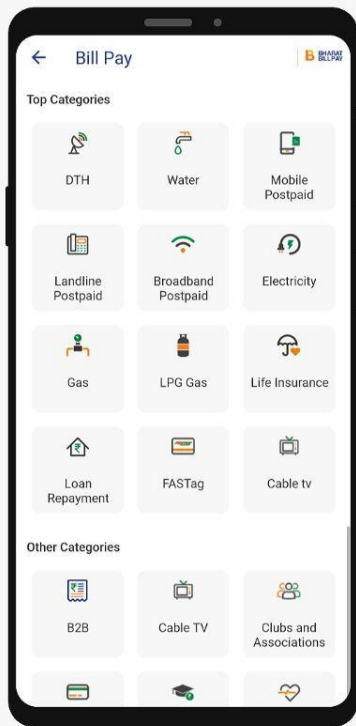 Bill Pay
B BHARAT
BILLPAY
Top Categories
DTH
Water
Mobile
Postpaid
Landline
Postpaid
Broadband
Postpaid
Electricity
Gas
LPG Gas
Life Insurance
Loan
Repayment
FASTag
Cable tv
Other Categories
B2B
Cable TV
Clubs and
Associations